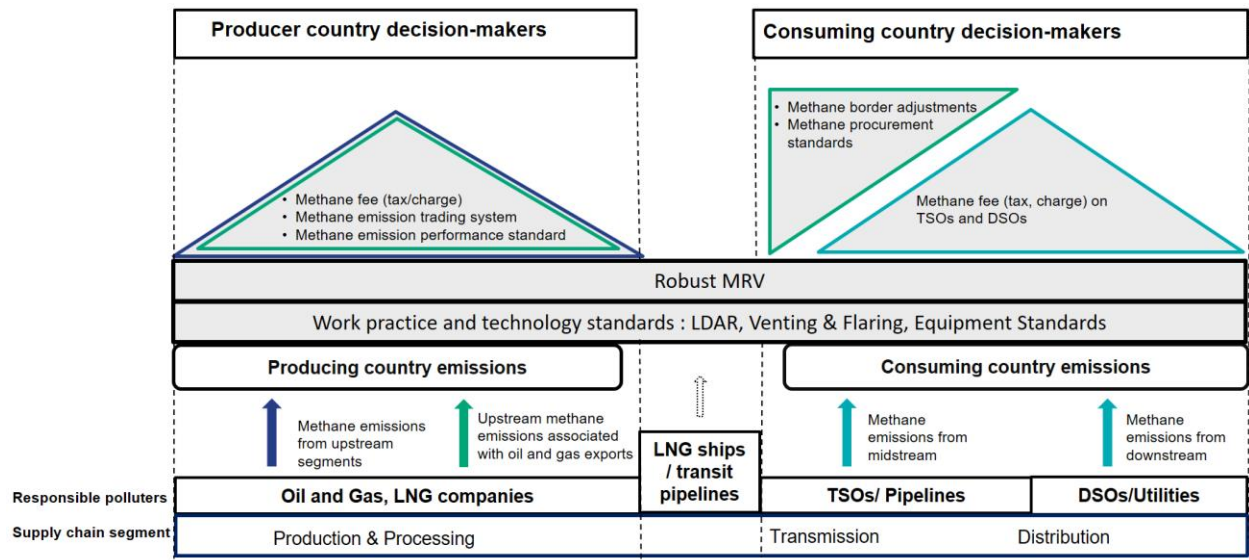 Producer country decision-makers
Consuming country decision-makers
• Methane border adjustments
• Methane procurement
standards
• Methane fee (tax/charge)
• Methane emission trading system
• Methane emission performance standard
Methane fee (tax, charge) on
TSOs and DSOs
Robust MRV
Work practice and technology standards : LDAR, Venting & Flaring, Equipment Standards
Producing country emissions
Consuming country emissions
Methane emissions
from upstream
segments
Upstream methane
emissions associated
with oil and gas exports
LNG ships
/ transit
pipelines
Methane
emissions from
midstream
Methane
emissions from
downstream
Responsible polluters
Oil and Gas, LNG companies
TSOs/ Pipelines
DSOs/Utilities
Supply chain segment
Production & Processing
Transmission
Distribution